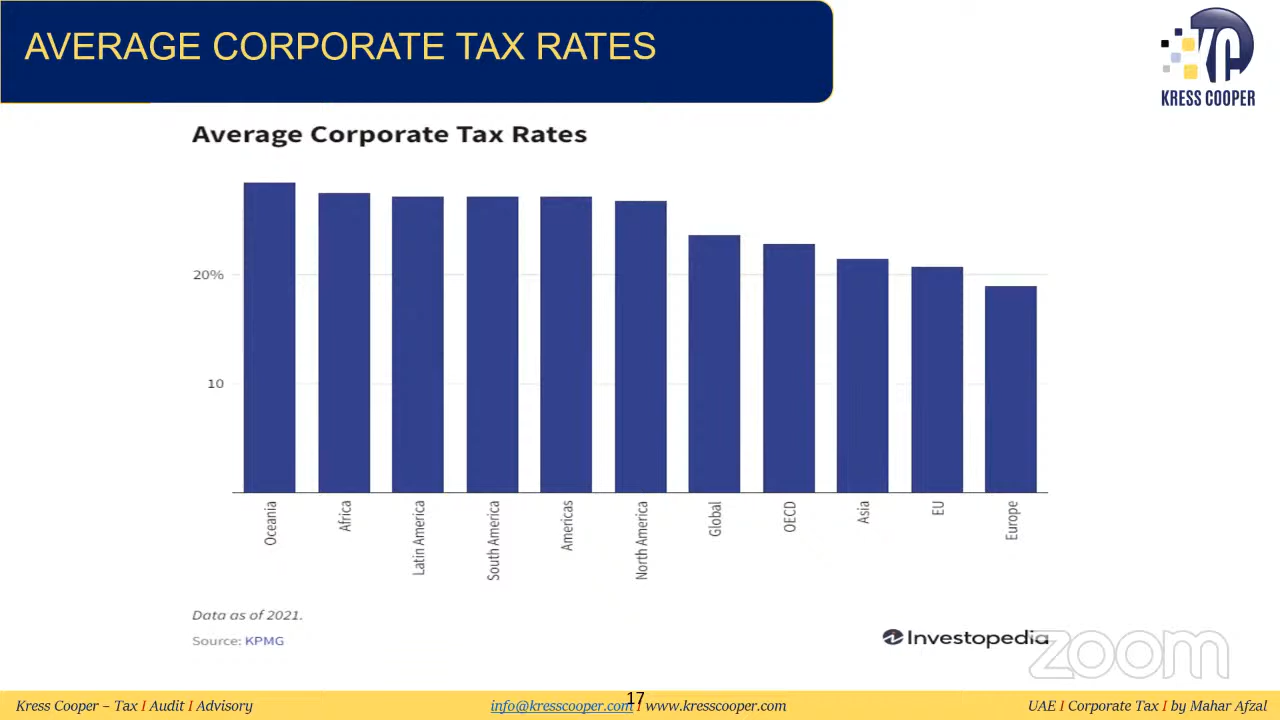 AVERAGE CORPORATE TAX RATES
KC
KRESS COOPER
Average Corporate Tax Rates
20%
10
Oceania
Africa
Latin America
South America
Americas
North America
Global
OECD
Asia
EU
Europe
Data as of 2021.
Source: KPMG
Investopedia
zoom
17
Kress Cooper – Tax I Audit I Advisory
info@kresscooper.com I www.kresscooper.com
UAE I Corporate Tax I by Mahar Afzal